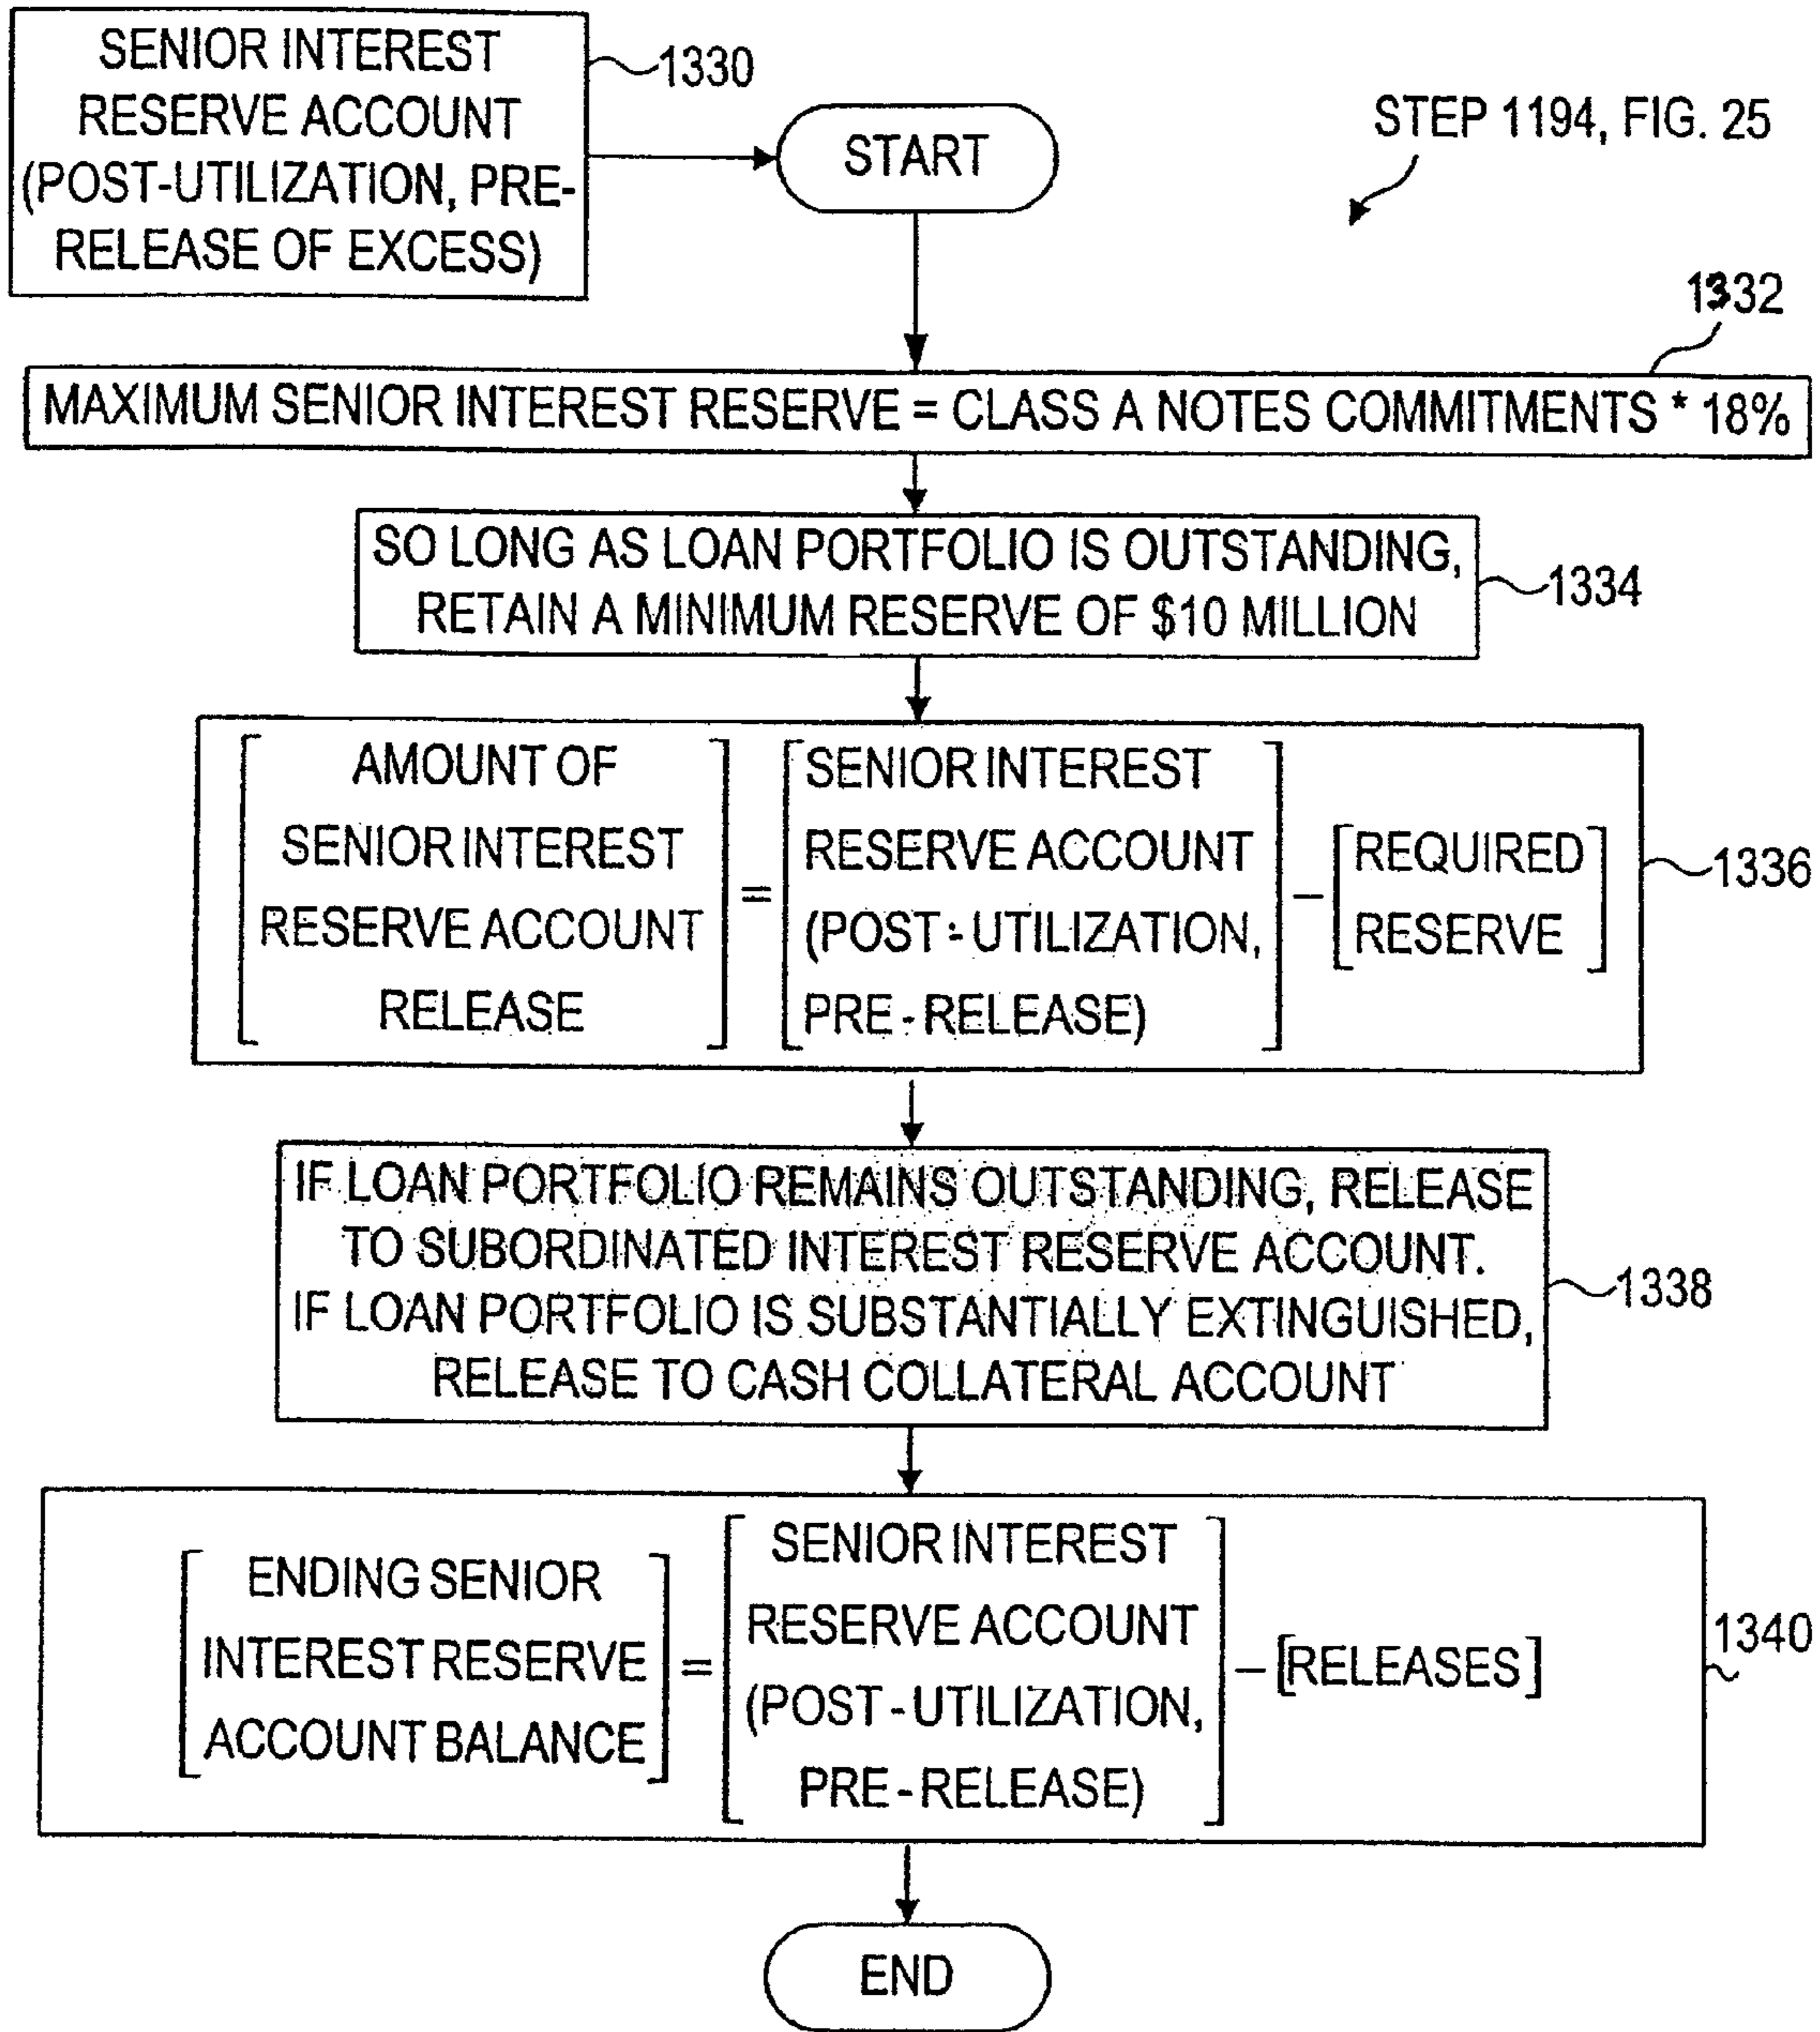 SENIOR INTEREST
RESERVE ACCOUNT
(POST-UTILIZATION, PRE-
RELEASE OF EXCESS)
1330
START
STEP 1194, FIG. 25
1332
MAXIMUM SENIOR INTEREST RESERVE = CLASS A NOTES COMMITMENTS * 18%
SO LONG AS LOAN PORTFOLIO IS OUTSTANDING,
RETAIN A MINIMUM RESERVE OF $10 MILLION
1334
AMOUNT OF
SENIOR INTEREST
RESERVE ACCOUNT
RELEASE
=
SENIOR INTEREST
RESERVE ACCOUNT
(POST - UTILIZATION,
PRE - RELEASE)
-
REQUIRED
RESERVE
1336
IF LOAN PORTFOLIO REMAINS OUTSTANDING, RELEASE
TO SUBORDINATED INTEREST RESERVE ACCOUNT.
IF LOAN PORTFOLIO IS SUBSTANTIALLY EXTINGUISHED,
RELEASE TO CASH COLLATERAL ACCOUNT
1338
ENDING SENIOR
INTEREST RESERVE
ACCOUNT BALANCE
=
SENIOR INTEREST
RESERVE ACCOUNT
(POST - UTILIZATION,
PRE - RELEASE)
- [RELEASES]
1340
END